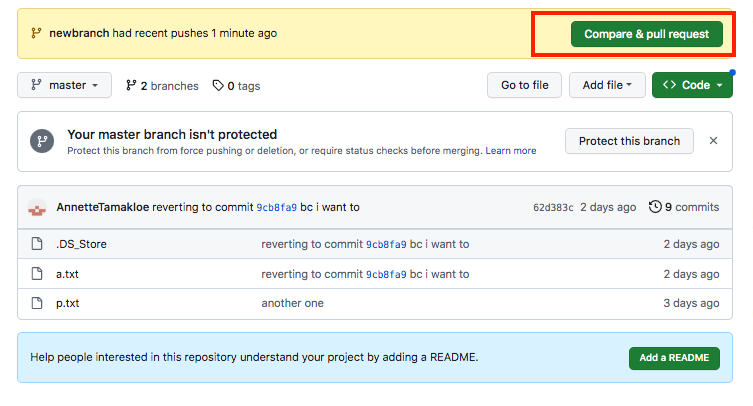 newbranch had recent pushes 1 minute ago
Compare & pull request
master
2 branches
0 tags
Go to file
Add file
Code
Your master branch isn't protected
Protect this branch from force pushing or deletion, or require status checks before merging. Learn more
Protect this branch
AnnetteTamakloe reverting to commit 9cb8fa9 bc i want to
62d383c 2 days ago
9 commits
.DS_Store
reverting to commit 9cb8fa9 bc i want to
2 days ago
a.txt
reverting to commit 9cb8fa9 bc i want to
2 days ago
p.txt
another one
3 days ago
Help people interested in this repository understand your project by adding a README.
Add a README